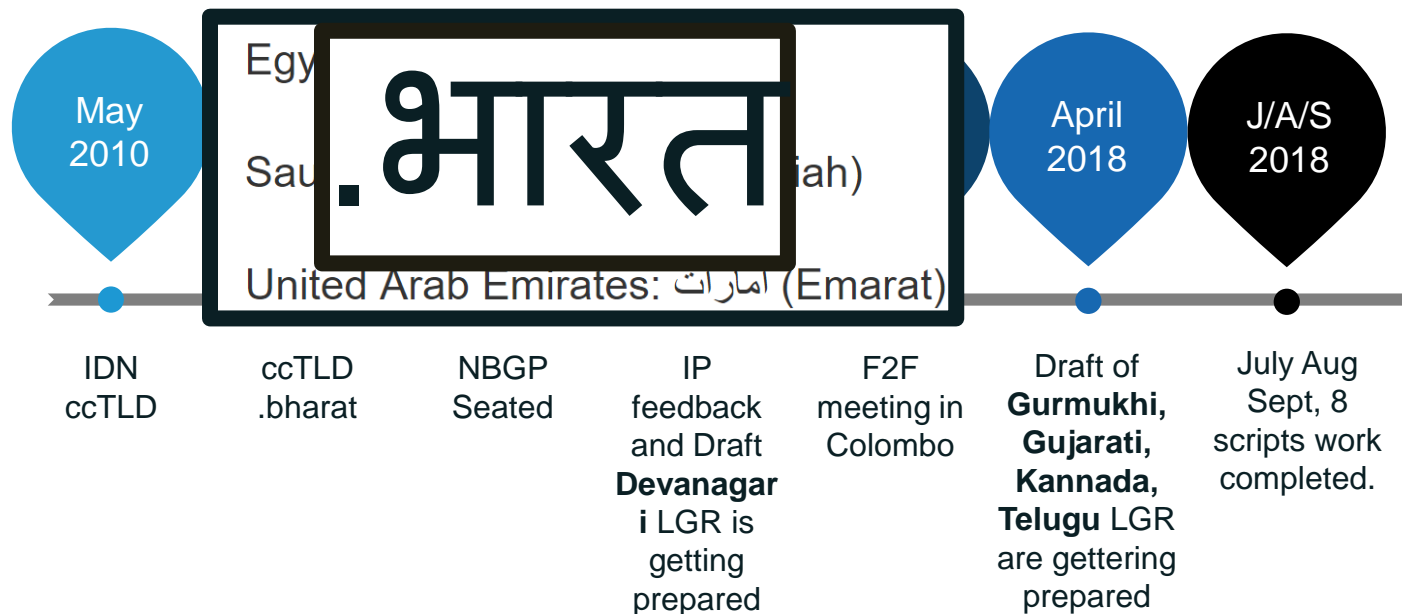 May
2010
Egy
.भारत
Sau
iah)
United Arab Emirates: امارات (Emarat)
April
2018
J/A/S
2018
IDN
ccTLD
ccTLD
.bharat
NBGP
Seated
IP
feedback
and Draft
Devanagar
i LGR is
getting
prepared
F2F
meeting in
Colombo
Draft of
Gurmukhi,
Gujarati,
Kannada,
Telugu LGR
are gettering
prepared
July Aug
Sept, 8
scripts work
completed.